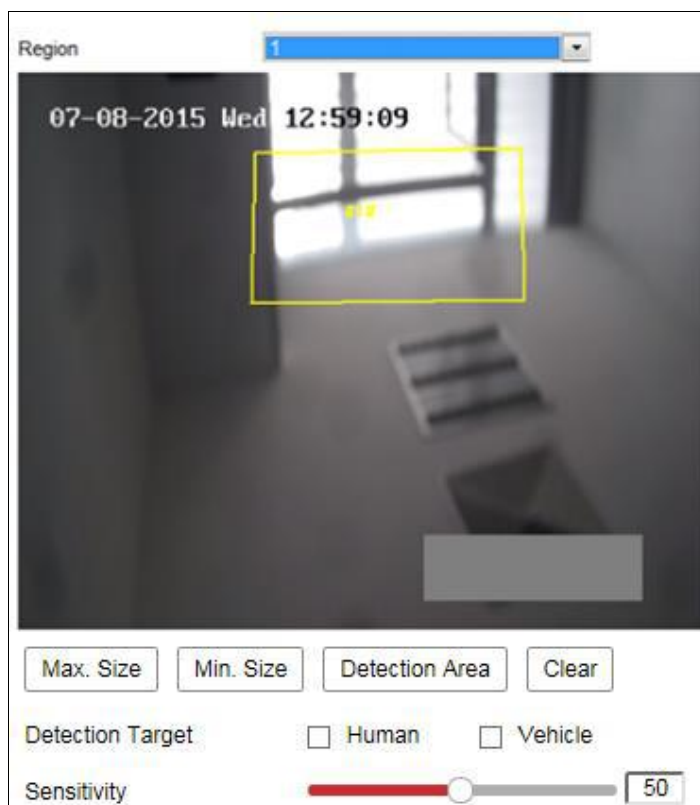 Region 1
07-08-2015 Wed 12:59:09
#1#
Max. Size Min. Size Detection Area Clear
Detection Target Human Vehicle
Sensitivity 50